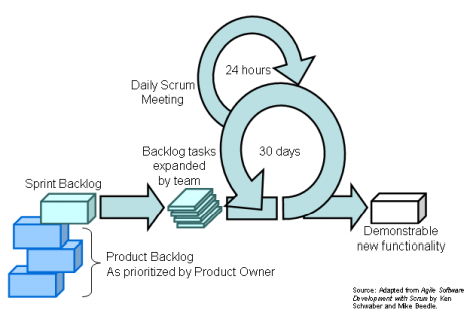 24 hours
Daily Scrum
Meeting
Backlog tasks
expanded
by team
30 days
Sprint Backlog
Demonstrable
new functionality
Product Backlog
As prioritized by Product Owner
Source: Adapted from Agile Software
Development with Scrum by Ken
Schwaber and Mike Beedle.